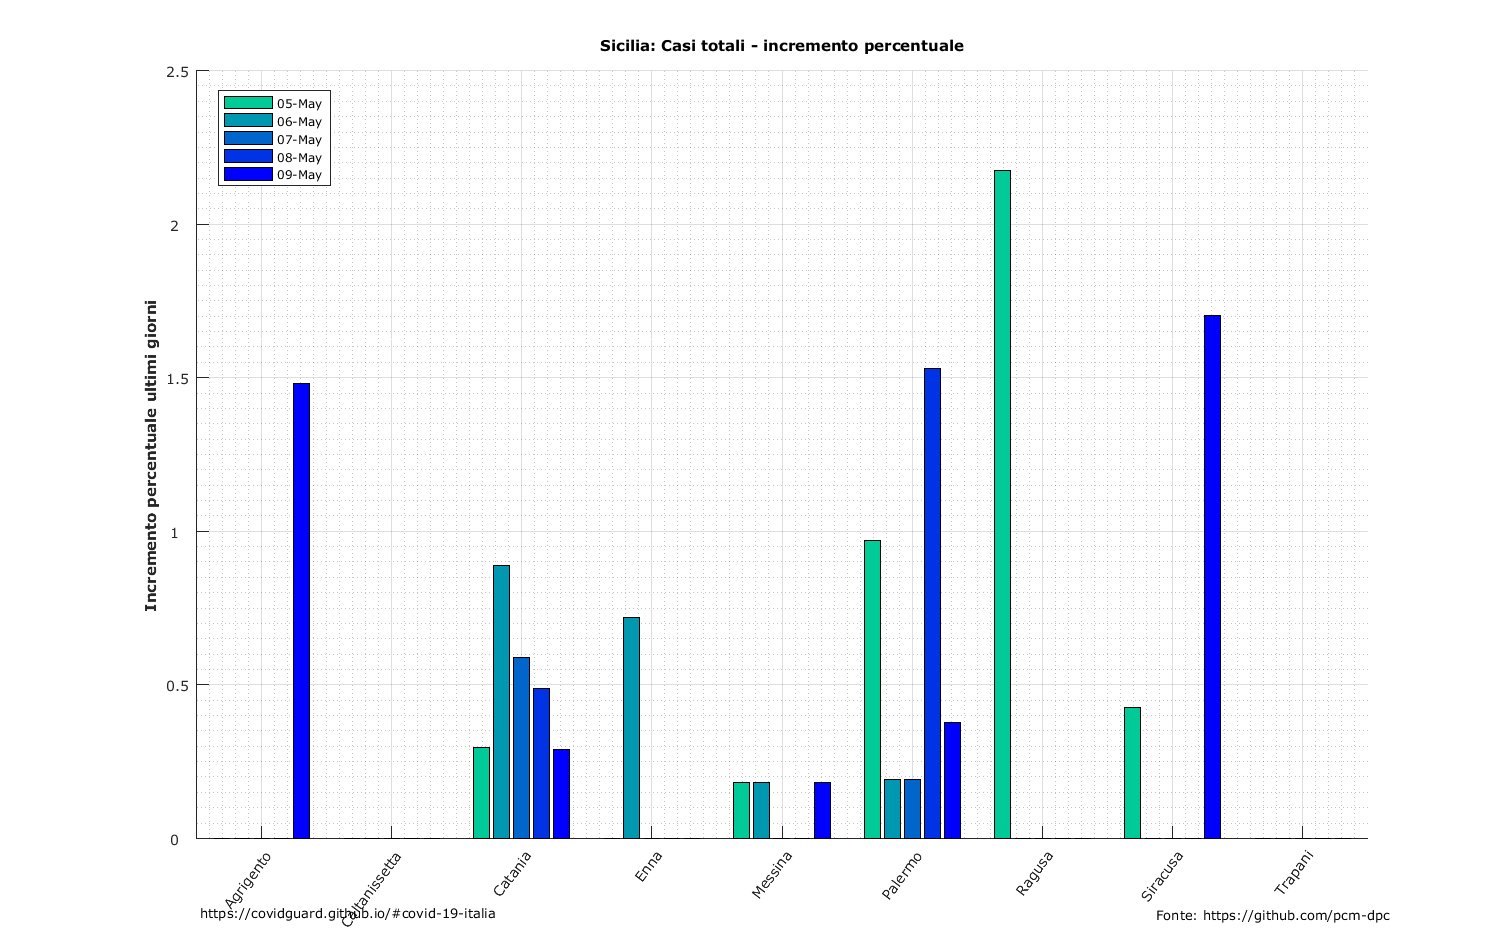 Sicilia: Casi totali - incremento percentuale
2.5
2
1.5
1
0.5
0
Incremento percentuale ultimi giorni
05-May
06-May
07-May
08-May
09-May
Agrigento
Caltanissetta
Catania
Enna
Messina
Palermo
Ragusa
Siracusa
Trapani
https://covidguard.github.io/#covid-19-italia
Fonte: https://github.com/pcm-dpc